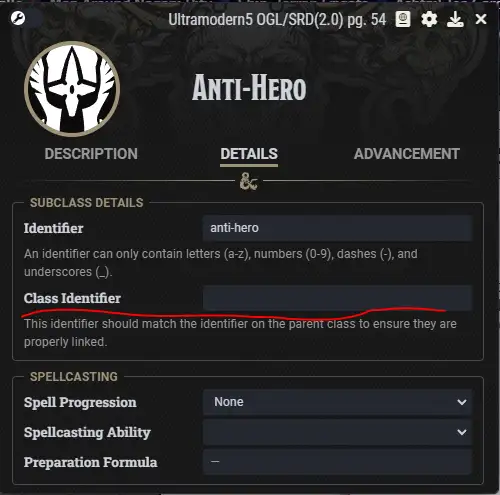 Ultramodern5 OGL/SRD(2.0) pg. 54
Anti-Hero
DESCRIPTION DETAILS ADVANCEMENT
SUBCLASS DETAILS
Identifier anti-hero
An identifier can only contain letters (a-z), numbers (0-9), dashes (-), and
underscores (_).
Class Identifier
This identifier should match the identifier on the parent class to ensure they are
properly linked.
SPELLCASTING
Spell Progression None
Spellcasting Ability
Preparation Formula —